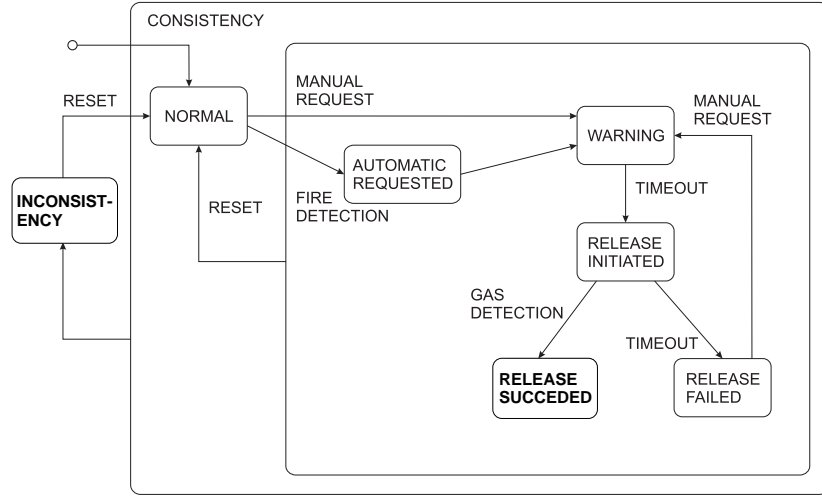 CONSISTENCY
RESET
NORMAL
MANUAL
REQUEST
MANUAL
REQUEST
WARNING
AUTOMATIC
REQUESTED
INCONSIST-
ENCY
RESET
FIRE
DETECTION
TIMEOUT
RELEASE
INITIATED
GAS
DETECTION
TIMEOUT
RELEASE
SUCCEDED
RELEASE
FAILED